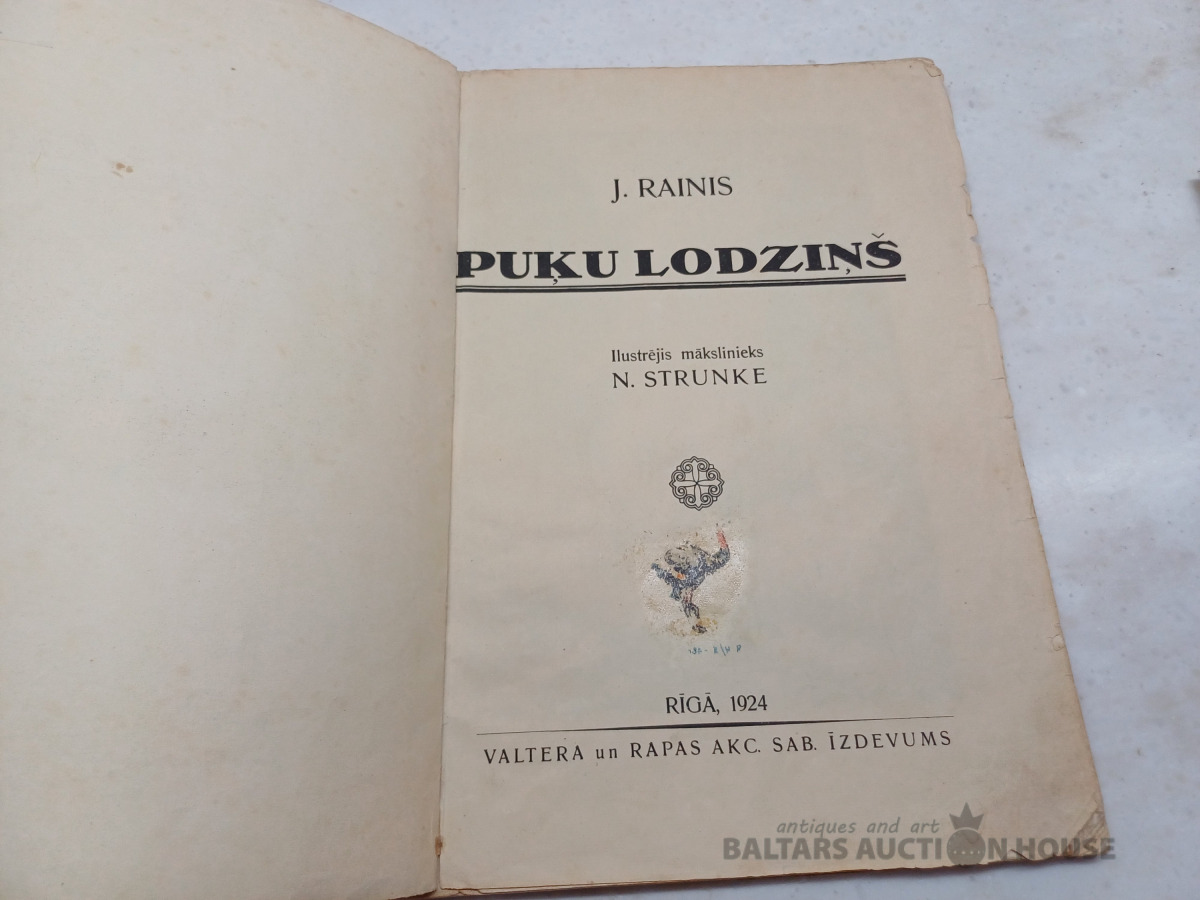 J. RAINIS
PUĶU LODZIŅŠ
Ilustrējis mākslinieks
N. STRUNKE
RĪGĀ, 1924
VALTERA un RAPAS AKC. SAB. ĪZDEVUMS
antiques and art
BALTARS AUCTION HOUSE